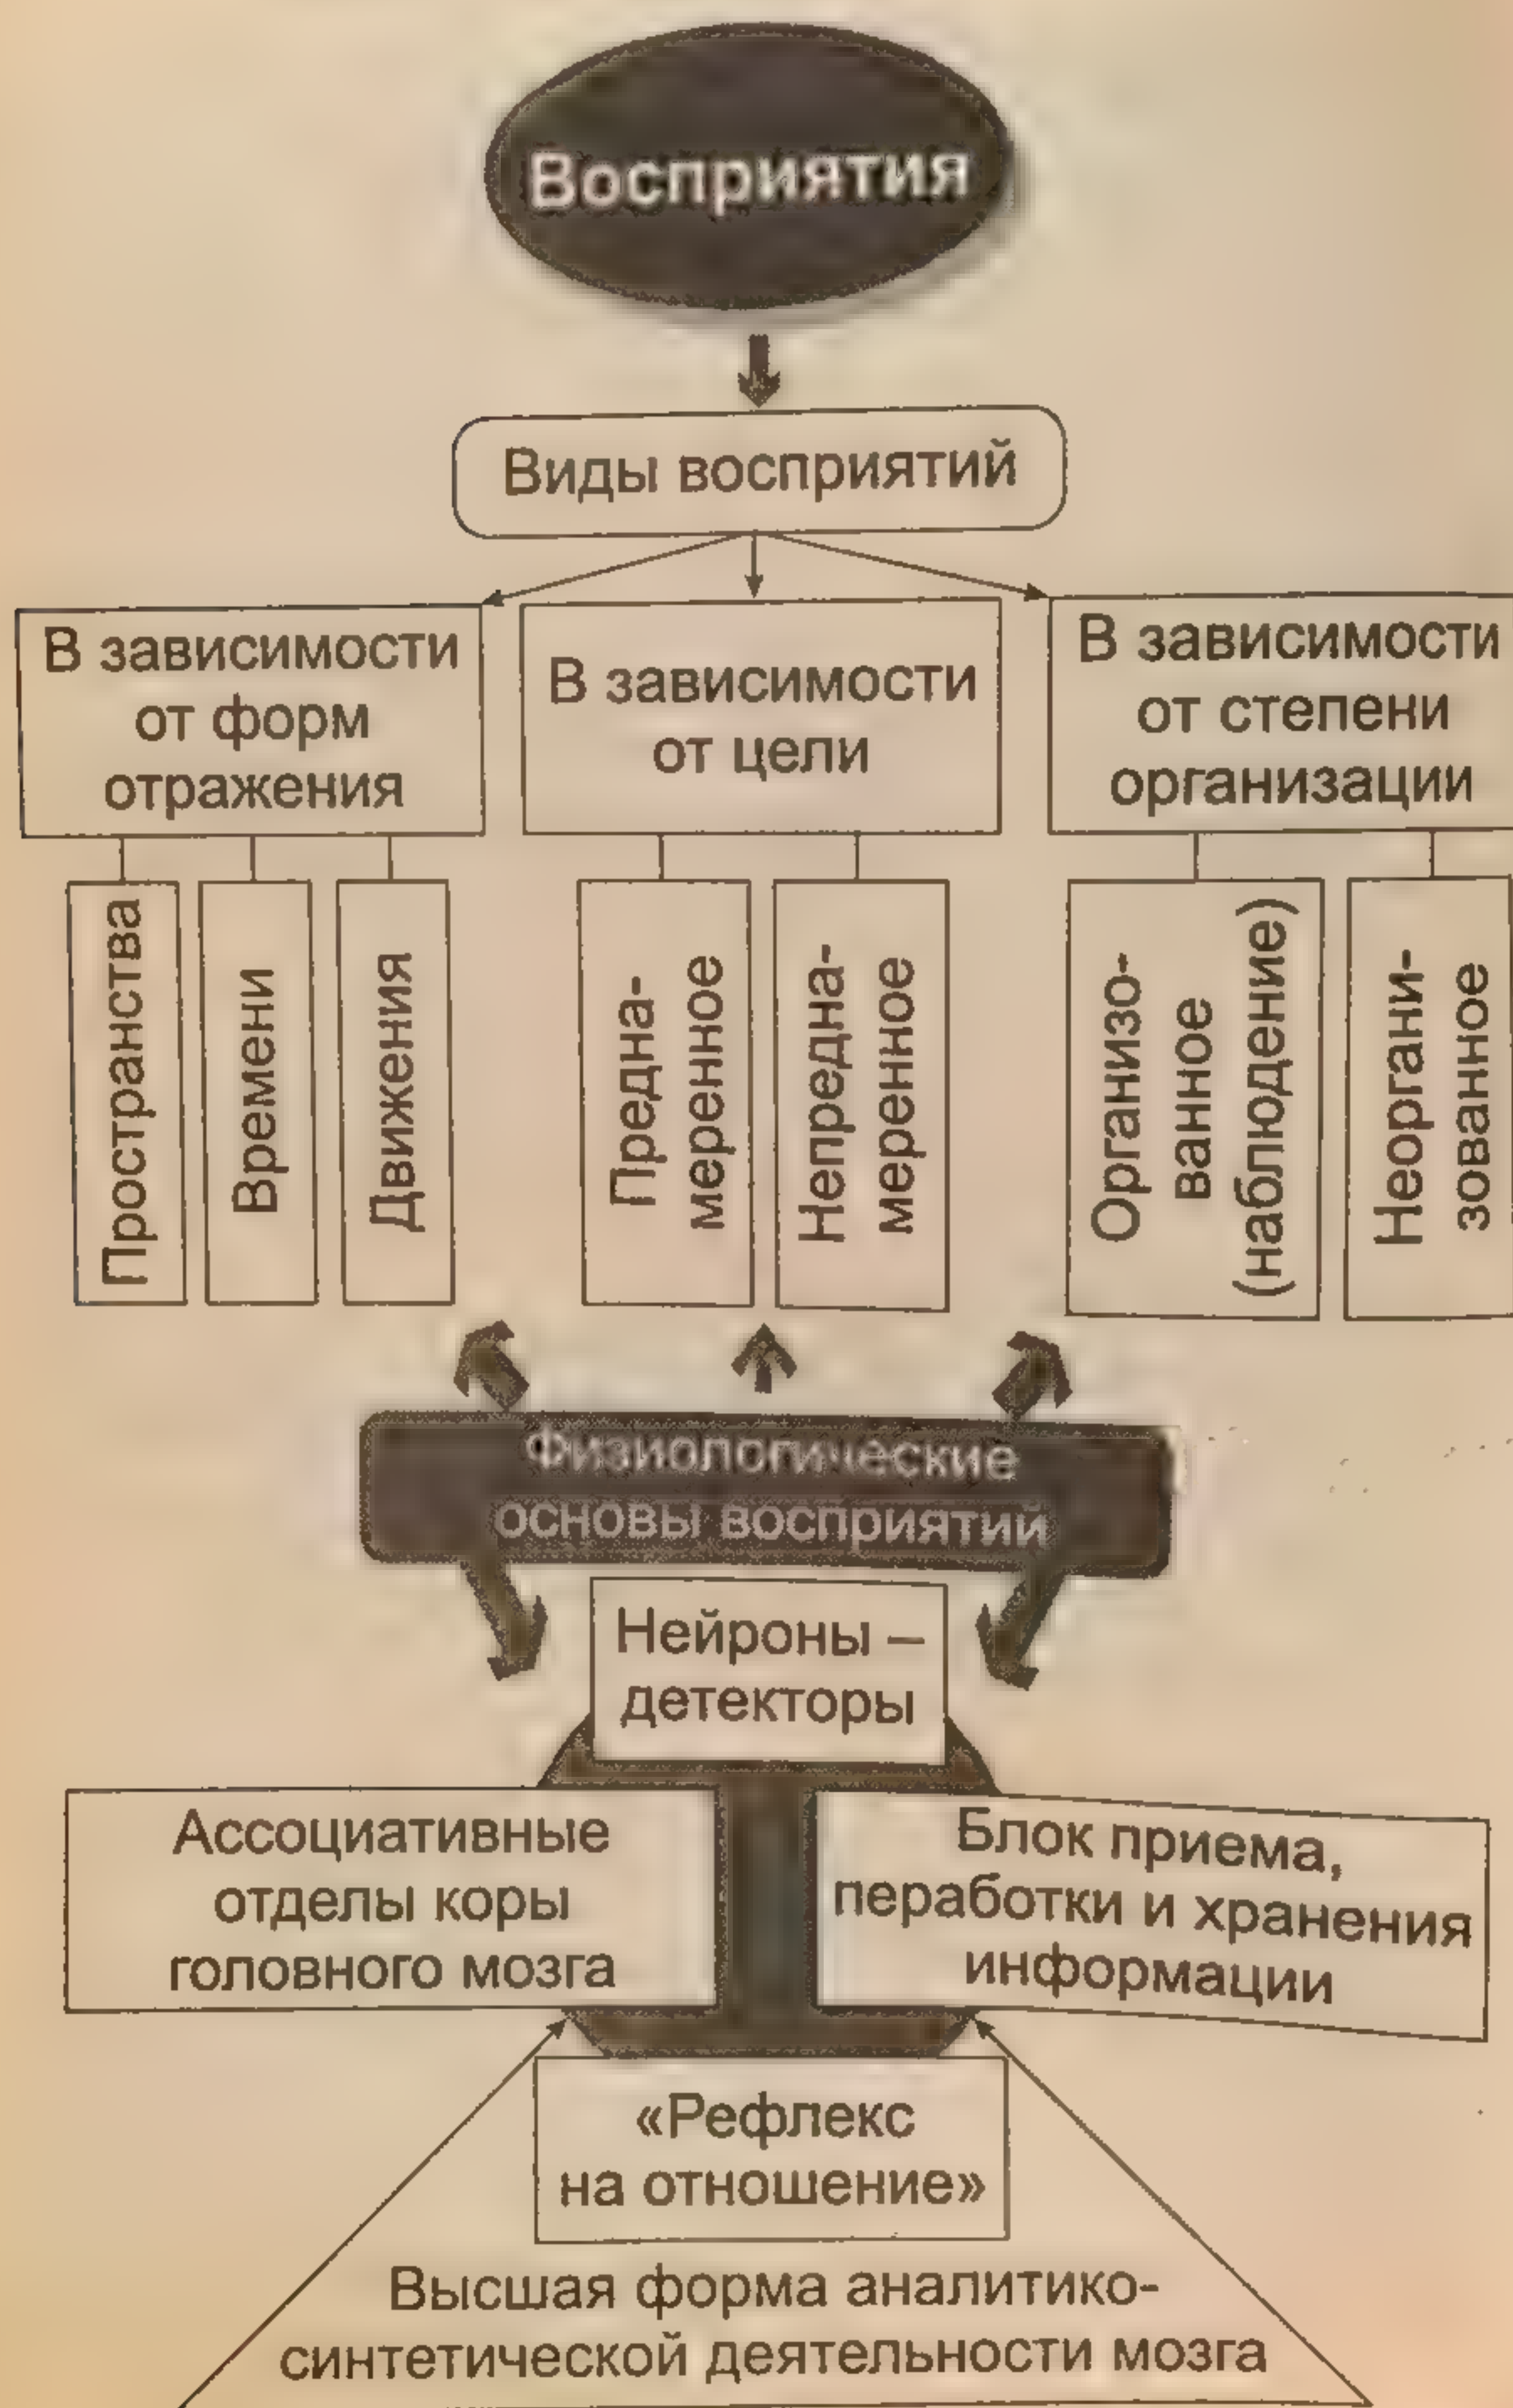 Восприятия
Виды восприятий
В зависимости
от форм
отражения
В зависимости
от цели
В зависимости
от степени
организации
Пространства
Времени
Движения
Предна-
меренное
Непредна-
меренное
Организо-
ванное
(наблюдение)
Неоргани-
зованное
Физиологические
основы восприятий
Нейроны –
детекторы
Ассоциативные
отделы коры
головного мозга
Блок приема,
переработки и хранения
информации
«Рефлекс
на отношение»
Высшая форма аналитико-
синтетической деятельности мозга